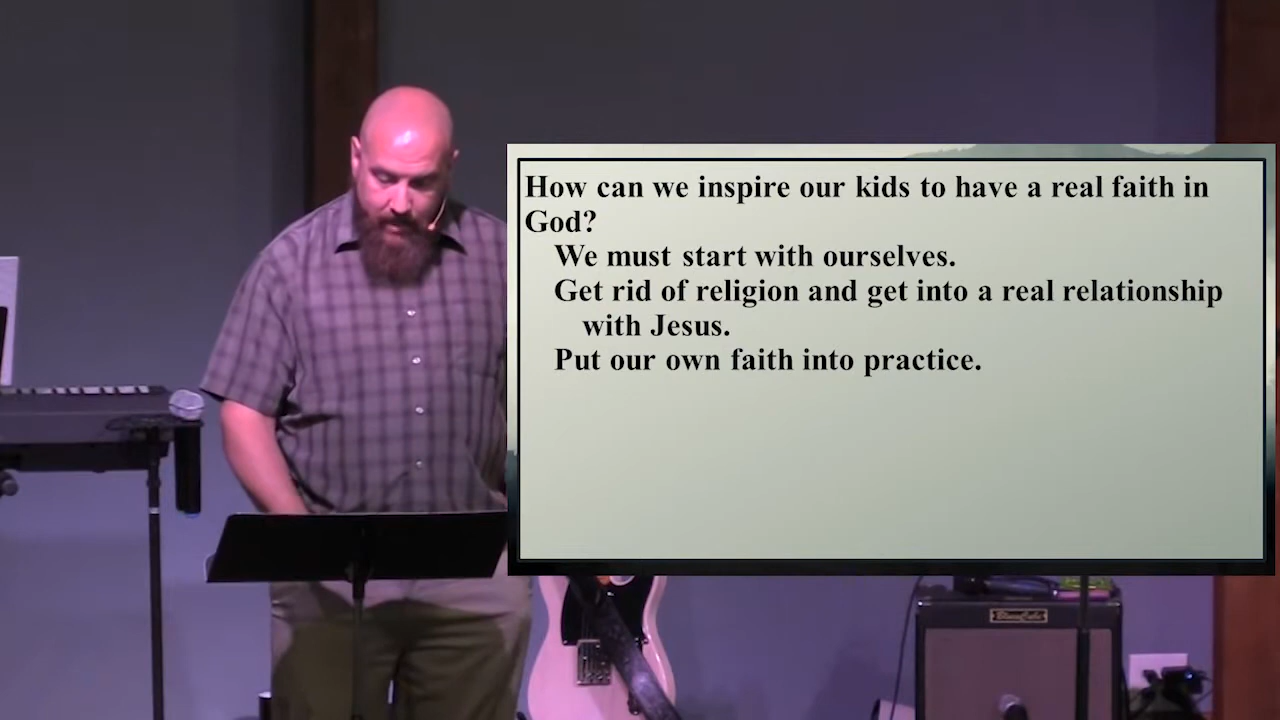 How can we inspire our kids to have a real faith in
God?
We must start with ourselves.
Get rid of religion and get into a real relationship
with Jesus.
Put our own faith into practice.